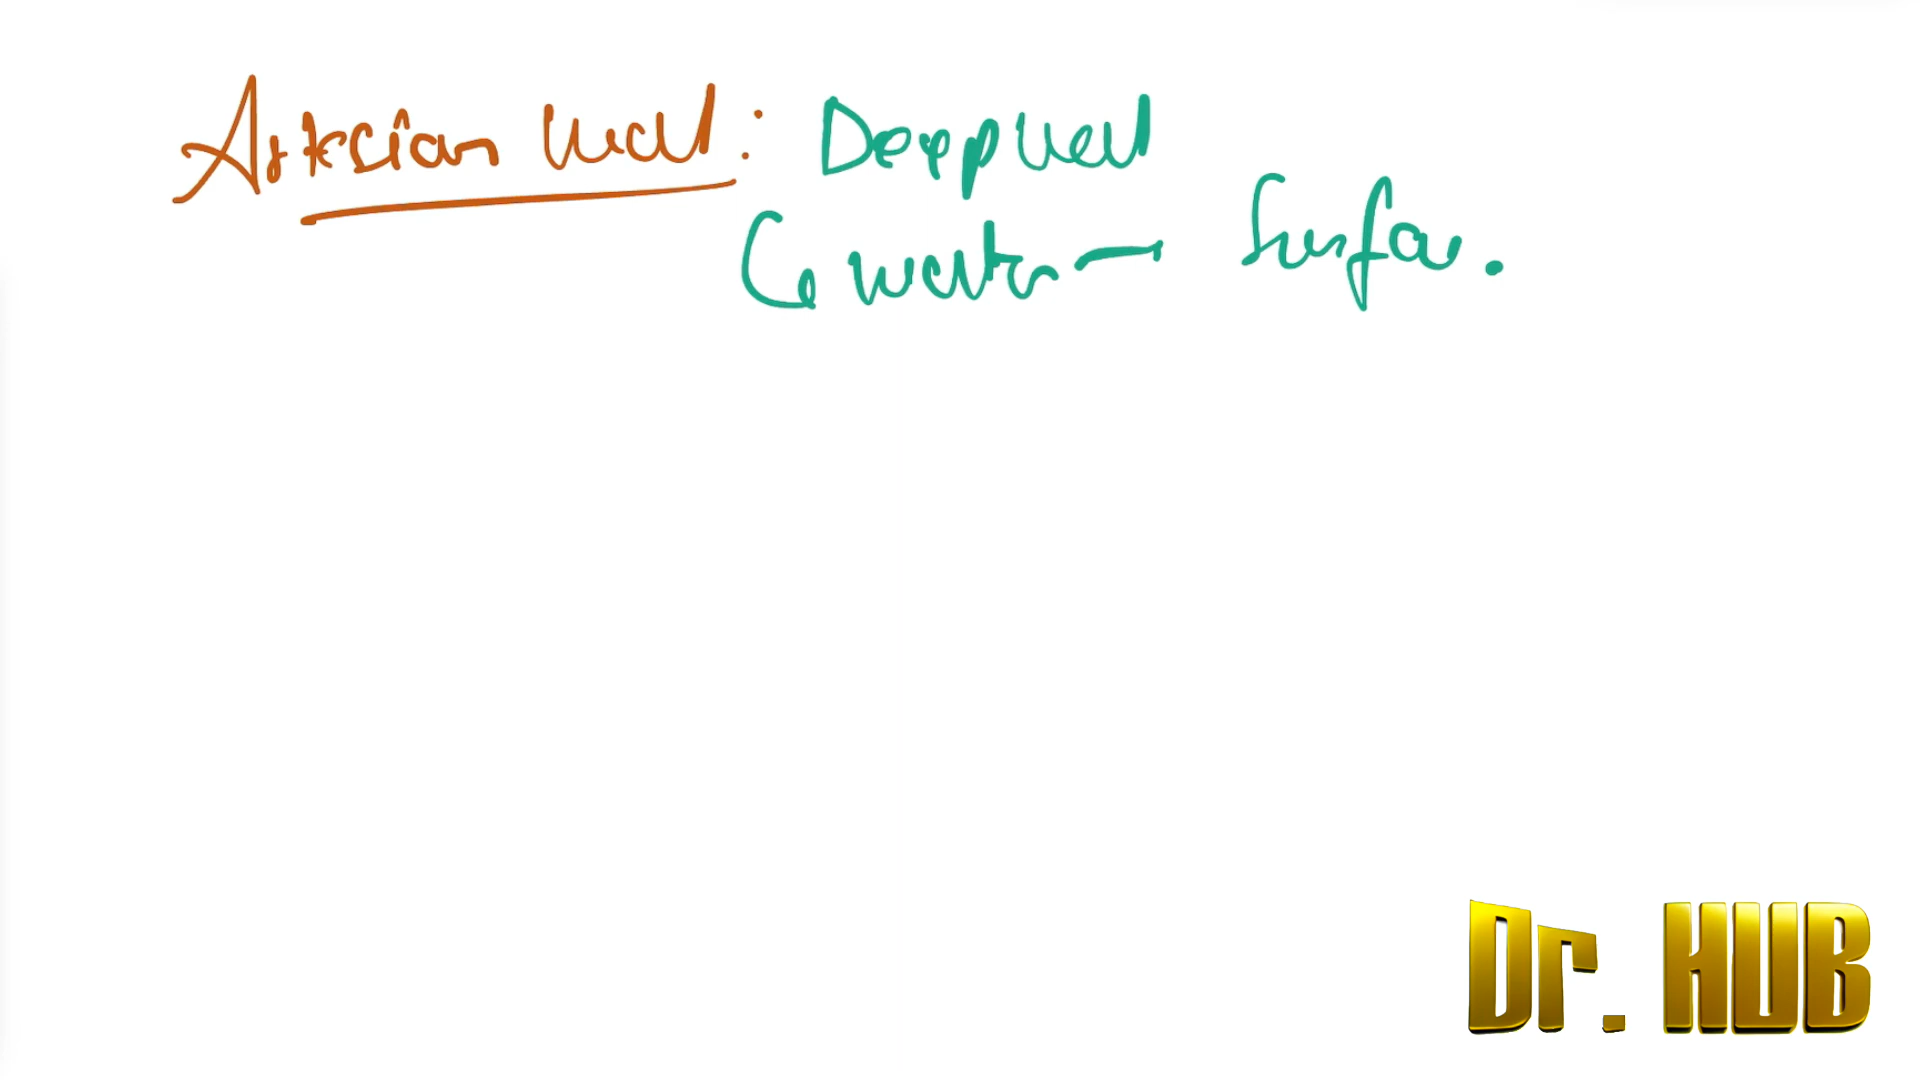 Artesian well : Deep well
↳ water → Surface.
Dr. HUB